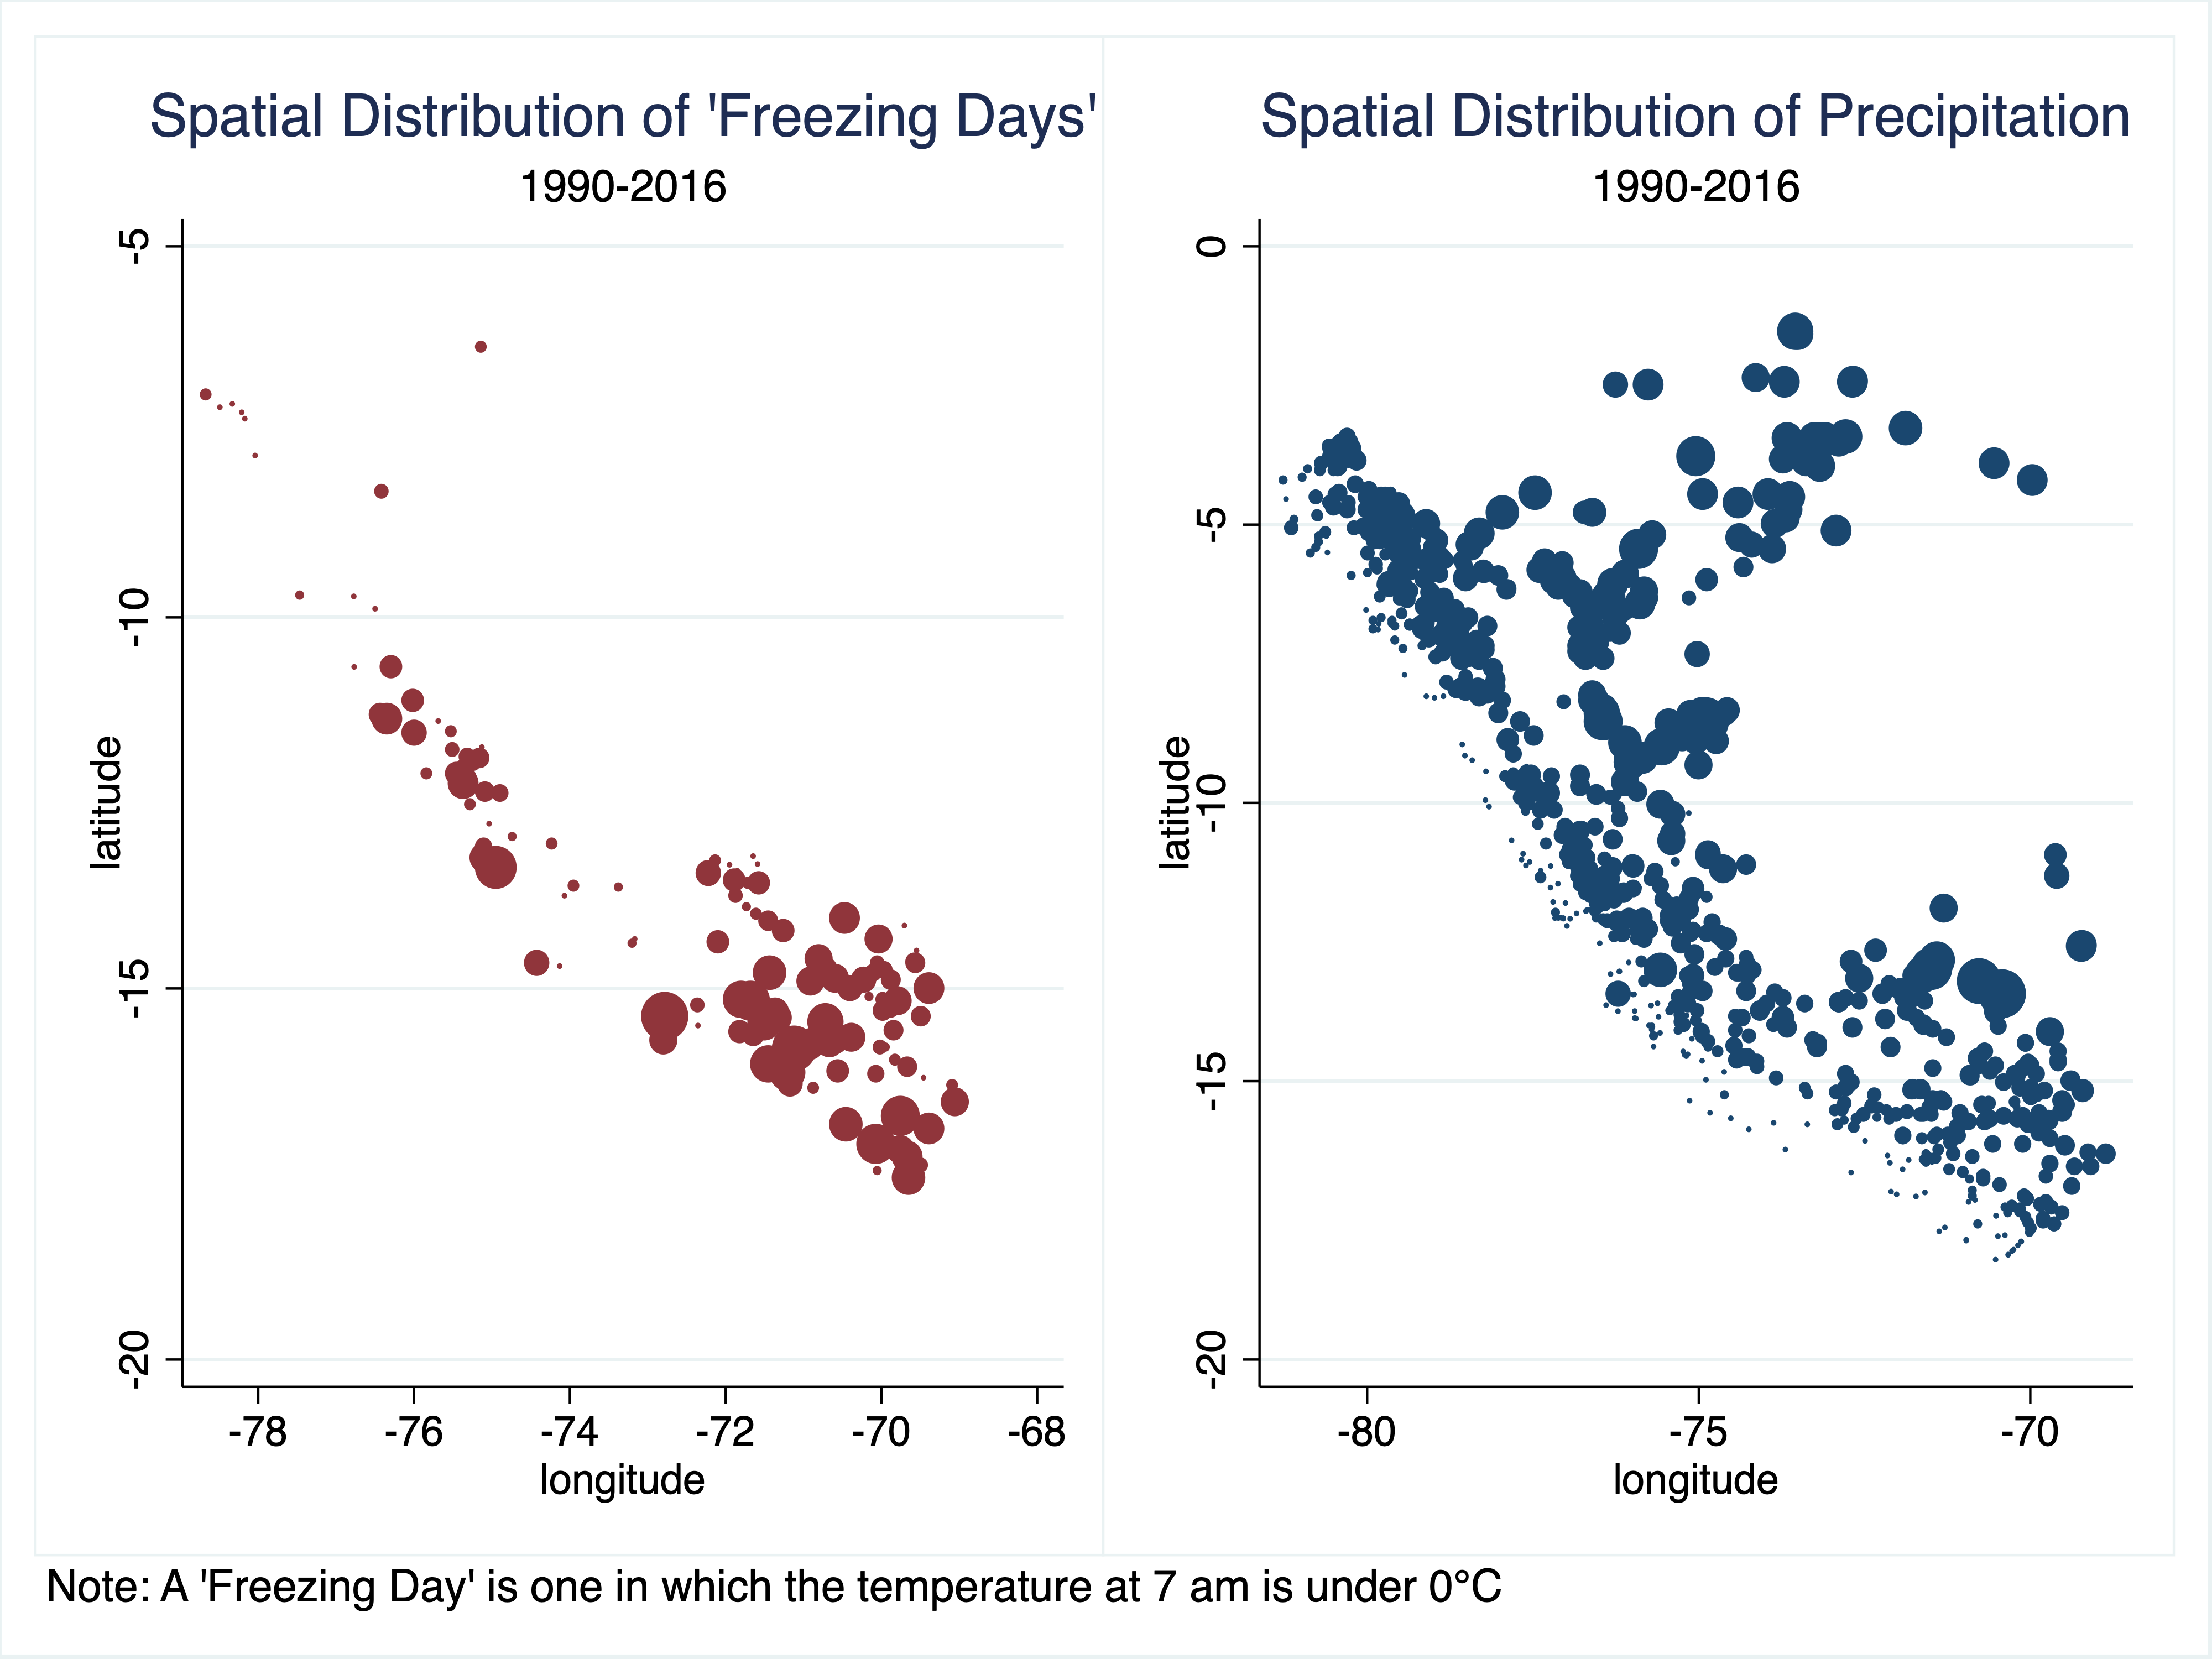 Spatial Distribution of 'Freezing Days'
1990-2016
-5
-10
-15
-20
latitude
-78 -76 -74 -72 -70 -68
longitude
Spatial Distribution of Precipitation
1990-2016
0
-5
-10
-15
-20
latitude
-80 -75 -70
longitude
Note: A 'Freezing Day' is one in which the temperature at 7 am is under 0°C